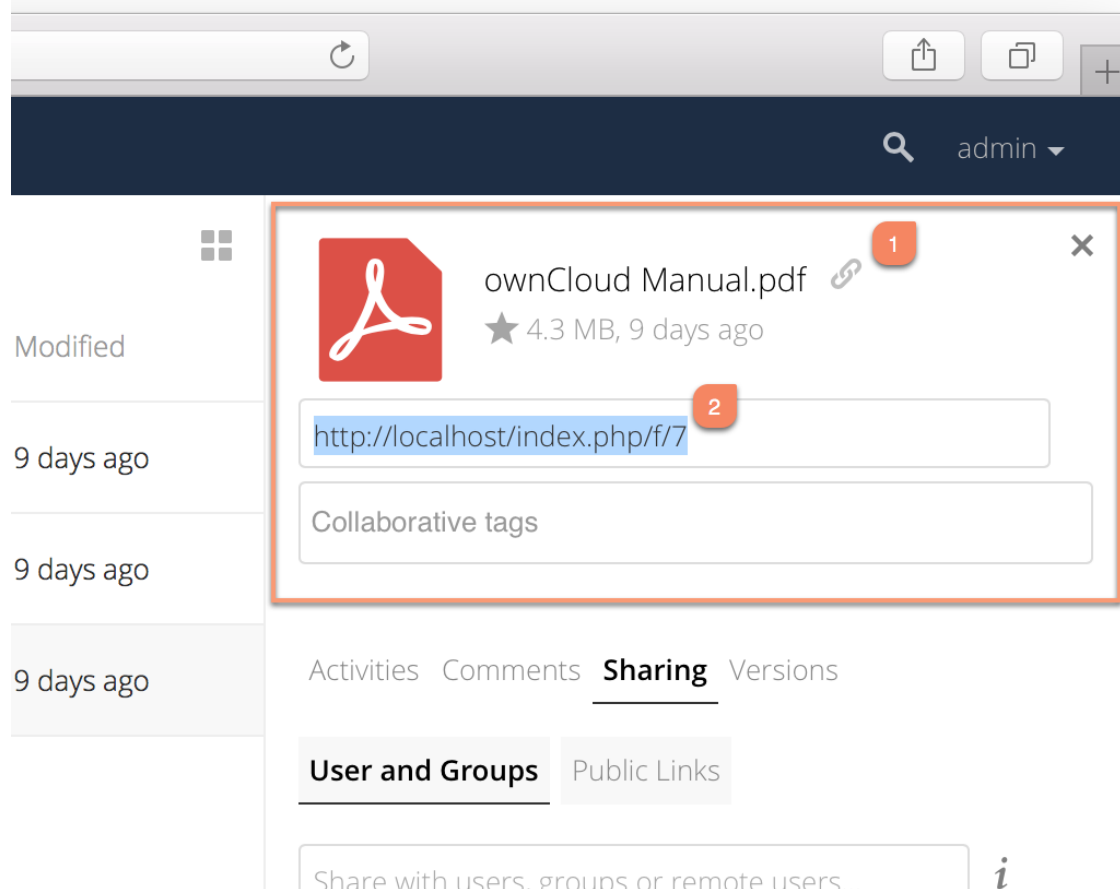 admin
1
ownCloud Manual.pdf
4.3 MB, 9 days ago
2
http://localhost/index.php/f/7
Collaborative tags
Modified
9 days ago
9 days ago
9 days ago
Activities Comments Sharing Versions
User and Groups Public Links
Share with users, groups or remote users
i